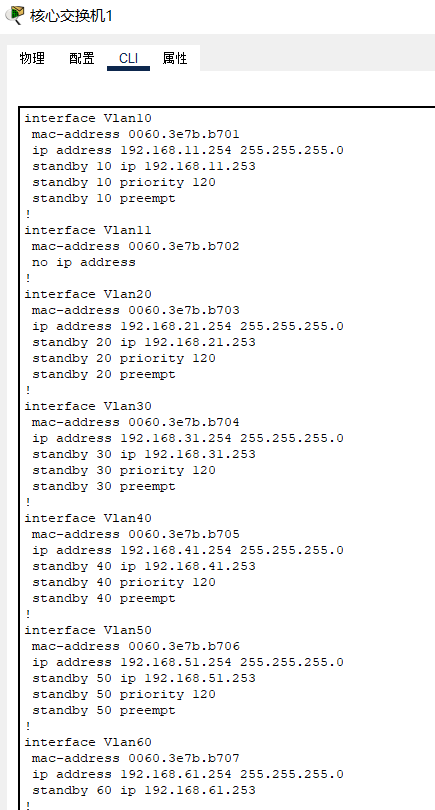 核心交换机1
物理 配置 CLI 属性
interface Vlan10
mac-address 0060.3e7b.b701
ip address 192.168.11.254 255.255.255.0
standby 10 ip 192.168.11.253
standby 10 priority 120
standby 10 preempt
!
interface Vlan11
mac-address 0060.3e7b.b702
no ip address
!
interface Vlan20
mac-address 0060.3e7b.b703
ip address 192.168.21.254 255.255.255.0
standby 20 ip 192.168.21.253
standby 20 priority 120
standby 20 preempt
!
interface Vlan30
mac-address 0060.3e7b.b704
ip address 192.168.31.254 255.255.255.0
standby 30 ip 192.168.31.253
standby 30 priority 120
standby 30 preempt
!
interface Vlan40
mac-address 0060.3e7b.b705
ip address 192.168.41.254 255.255.255.0
standby 40 ip 192.168.41.253
standby 40 priority 120
standby 40 preempt
!
interface Vlan50
mac-address 0060.3e7b.b706
ip address 192.168.51.254 255.255.255.0
standby 50 ip 192.168.51.253
standby 50 priority 120
standby 50 preempt
!
interface Vlan60
mac-address 0060.3e7b.b707
ip address 192.168.61.254 255.255.255.0
standby 60 ip 192.168.61.253
!